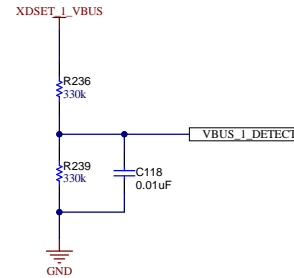 XDSET_1_VBUS
R236
330k
VBUS_1_DETECT
R239
330k
C118
0.01uF
GND